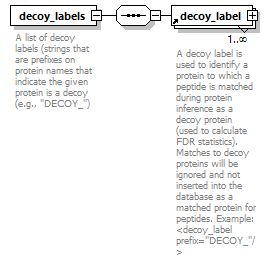 decoy_labels
decoy_label
1..∞
A list of decoy
labels (strings that
are prefixes on
protein names that
indicate the given
protein is a decoy
(e.g., "DECOY_")
A decoy label is
used to identify a
protein to which a
peptide is matched
during protein
inference as a
decoy protein
(used to calculate
FDR statistics).
Matches to decoy
proteins will be
ignored and not
inserted into the
database as a
matched protein for
peptides. Example:
<decoy_label
prefix="DECOY_"/
>